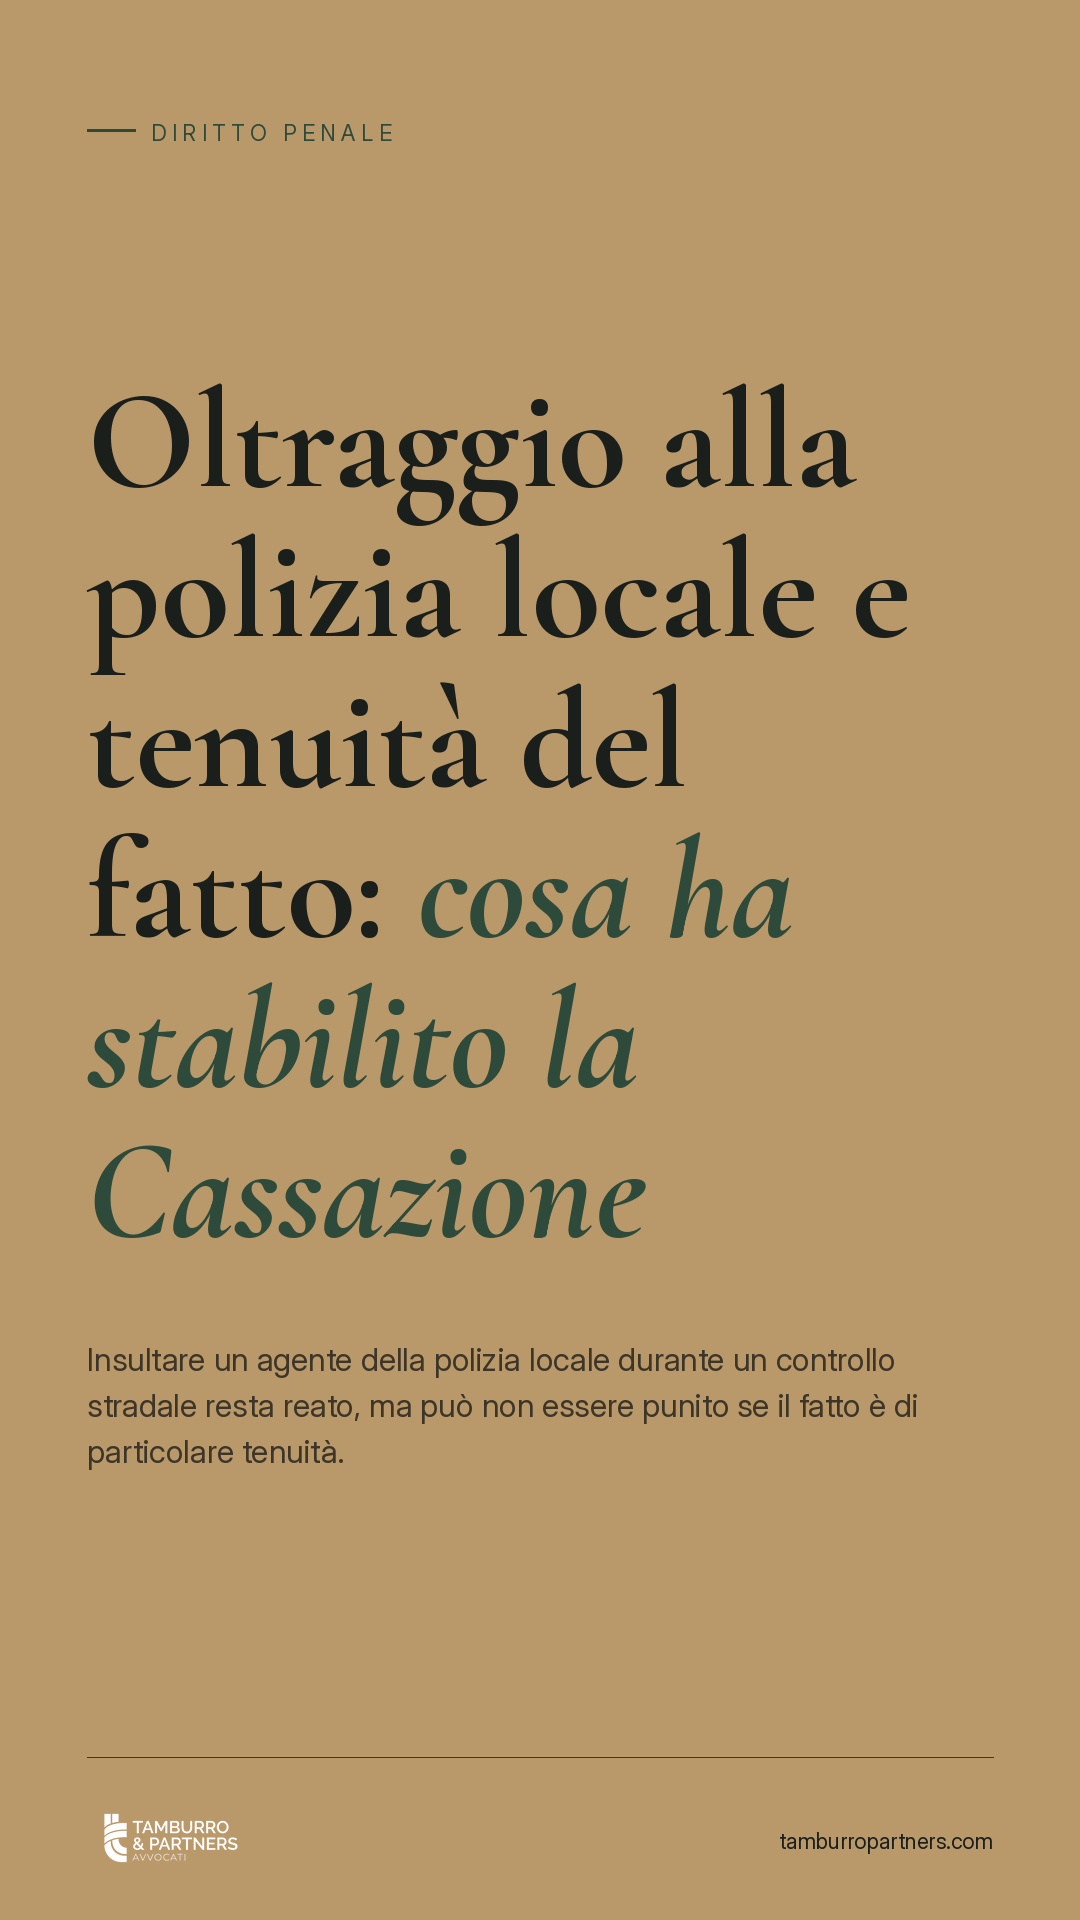 DIRITTO PENALE
Oltraggio alla
polizia locale e
tenuità del
fatto: cosa ha
stabilito la
Cassazione
Insultare un agente della polizia locale durante un controllo
stradale resta reato, ma può non essere punito se il fatto è di
particolare tenuità.
TAMBURRO
& PARTNERS
AVVOCATI
tamburropartners.com